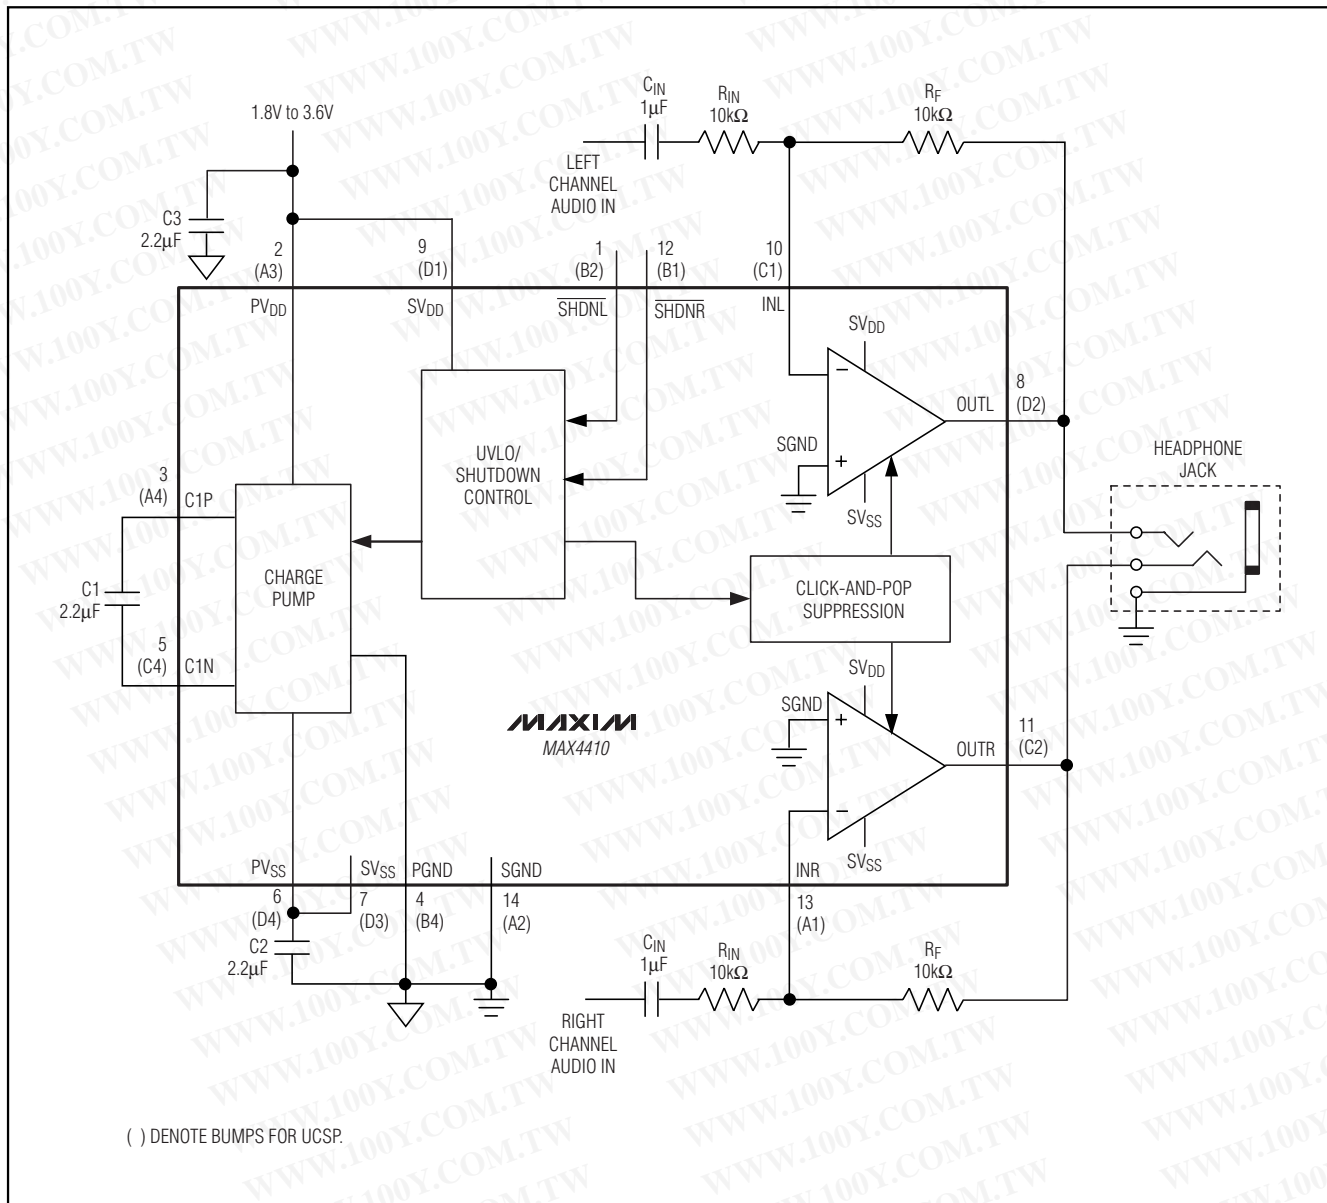 1.8V to 3.6V
C3
2.2µF
2
(A3)
9
(D1)
1
(B2)
12
(B1)
10
(C1)
CIN
1µF
RIN
10kΩ
RF
10kΩ
LEFT
CHANNEL
AUDIO IN
PVDD
SVDD
SHDNL
SHDNR
INL
SVDD
−
+
SGND
SVSS
OUTL
8
(D2)
HEADPHONE
JACK
UVLO/
SHUTDOWN
CONTROL
3
(A4)
C1P
C1
2.2µF
5
(C4)
C1N
CHARGE
PUMP
CLICK-AND-POP
SUPPRESSION
MAXIM
MAX4410
SVDD
SGND
+
−
SVSS
OUTR
11
(C2)
PVSS
SVSS
PGND
SGND
INR
6
(D4)
7
(D3)
4
(B4)
14
(A2)
13
(A1)
C2
2.2µF
CIN
1µF
RIN
10kΩ
RF
10kΩ
RIGHT
CHANNEL
AUDIO IN
( ) DENOTE BUMPS FOR UCSP.
WWW.100Y.COM.TW